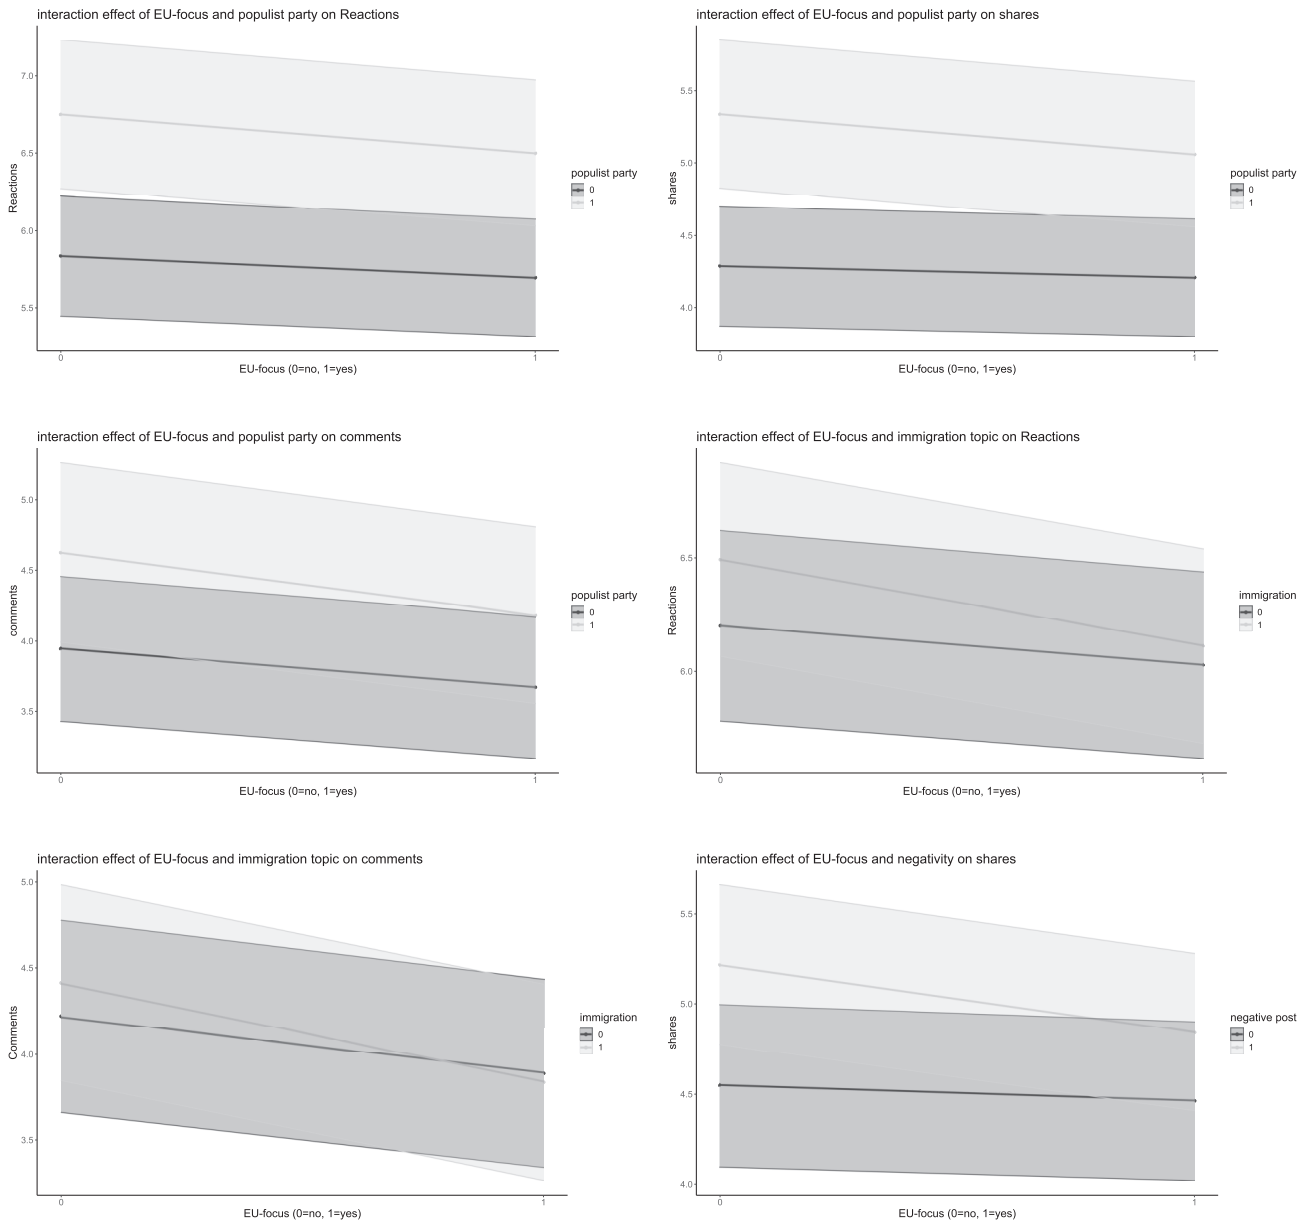 interaction effect of EU-focus and populist party on Reactions
7.0
6.5
6.0
5.5
Reactions
0
1
EU-focus (0=no, 1=yes)
populist party
0
1
interaction effect of EU-focus and populist party on shares
5.5
5.0
4.5
4.0
shares
0
1
EU-focus (0=no, 1=yes)
populist party
0
1
interaction effect of EU-focus and populist party on comments
5.0
4.5
4.0
3.5
comments
0
1
EU-focus (0=no, 1=yes)
populist party
0
1
interaction effect of EU-focus and immigration topic on Reactions
6.5
6.0
Reactions
0
1
EU-focus (0=no, 1=yes)
immigration
0
1
interaction effect of EU-focus and immigration topic on comments
5.0
4.5
4.0
3.5
Comments
0
1
EU-focus (0=no, 1=yes)
immigration
0
1
interaction effect of EU-focus and negativity on shares
5.5
5.0
4.5
4.0
shares
0
1
EU-focus (0=no, 1=yes)
negative post
0
1